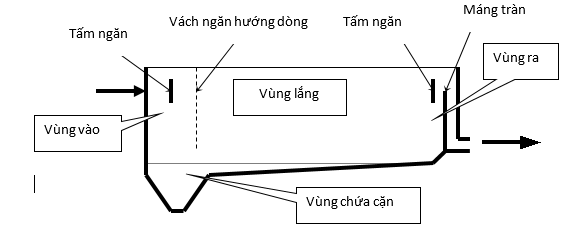 Tấm ngăn
Vách ngăn hướng dòng
Tấm ngăn
Máng tràn
Vùng ra
Vùng lắng
Vùng vào
Vùng chứa cặn